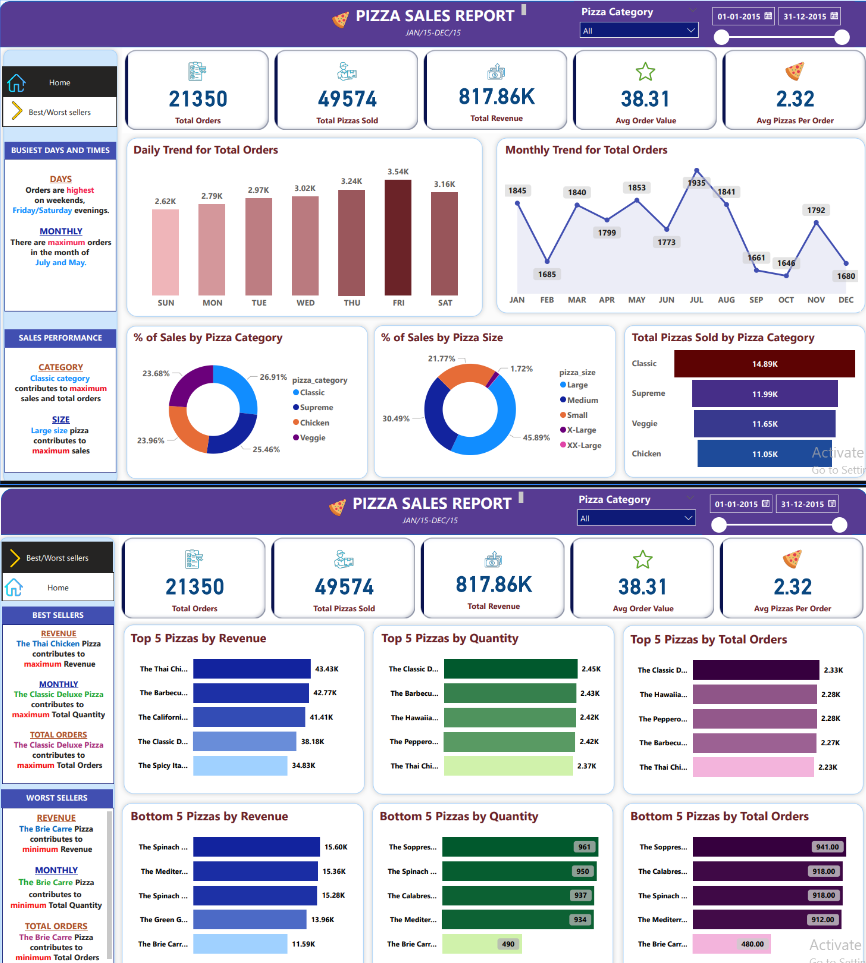 PIZZA SALES REPORT
JAN/15-DEC/15
Pizza Category
All
01-01-2015
31-12-2015
Home
Best/Worst sellers
21350
Total Orders
49574
Total Pizzas Sold
817.86K
Total Revenue
38.31
Avg Order Value
2.32
Avg Pizzas Per Order
BUSIEST DAYS AND TIMES
DAYS
Orders are highest
on weekends,
Friday/Saturday evenings.
MONTHLY
There are maximum orders
in the month of
July and May.
SALES PERFORMANCE
CATEGORY
Classic category
contributes to maximum
sales and total orders
SIZE
Large size pizza
contributes to
maximum sales
Daily Trend for Total Orders
2.62K
2.79K
2.97K
3.02K
3.24K
3.54K
3.16K
SUN
MON
TUE
WED
THU
FRI
SAT
Monthly Trend for Total Orders
1845
1685
1840
1799
1853
1773
1935
1841
1661
1646
1792
1680
JAN
FEB
MAR
APR
MAY
JUN
JUL
AUG
SEP
OCT
NOV
DEC
% of Sales by Pizza Category
23.68%
26.91%
23.96%
25.46%
pizza_category
Classic
Supreme
Chicken
Veggie
% of Sales by Pizza Size
21.77%
1.72%
30.49%
45.89%
pizza_size
Large
Medium
Small
X-Large
XX-Large
Total Pizzas Sold by Pizza Category
Classic
14.89K
Supreme
11.99K
Veggie
11.65K
Chicken
11.05K
Activate
Go to Settin
PIZZA SALES REPORT
JAN/15-DEC/15
Pizza Category
All
01-01-2015
31-12-2015
Best/Worst sellers
Home
21350
Total Orders
49574
Total Pizzas Sold
817.86K
Total Revenue
38.31
Avg Order Value
2.32
Avg Pizzas Per Order
BEST SELLERS
REVENUE
The Thai Chicken Pizza
contributes to
maximum Revenue
MONTHLY
The Classic Deluxe Pizza
contributes to
maximum Total Quantity
TOTAL ORDERS
The Classic Deluxe Pizza
contributes to
maximum Total Orders
WORST SELLERS
REVENUE
The Brie Carre Pizza
contributes to
minimum Revenue
MONTHLY
The Brie Carre Pizza
contributes to
minimum Total Quantity
TOTAL ORDERS
The Brie Carre Pizza
contributes to
minimum Total Orders
Top 5 Pizzas by Revenue
The Thai Chi...
43.43K
The Barbecu...
42.77K
The Californi...
41.41K
The Classic D...
38.18K
The Spicy Ita...
34.83K
Top 5 Pizzas by Quantity
The Classic D...
2.45K
The Barbecu...
2.43K
The Hawaiia...
2.42K
The Peppero...
2.42K
The Thai Chi...
2.37K
Top 5 Pizzas by Total Orders
The Classic D...
2.33K
The Hawaiia...
2.28K
The Peppero...
2.28K
The Barbecu...
2.27K
The Thai Chi...
2.23K
Bottom 5 Pizzas by Revenue
The Spinach ...
15.60K
The Mediter...
15.36K
The Spinach ...
15.28K
The Green G...
13.96K
The Brie Carr...
11.59K
Bottom 5 Pizzas by Quantity
The Soppres...
961
The Spinach ...
950
The Calabres...
937
The Mediter...
934
The Brie Carr...
490
Bottom 5 Pizzas by Total Orders
The Soppres...
941.00
The Calabres...
918.00
The Spinach ...
918.00
The Mediterr...
912.00
The Brie Carr...
480.00
Activate